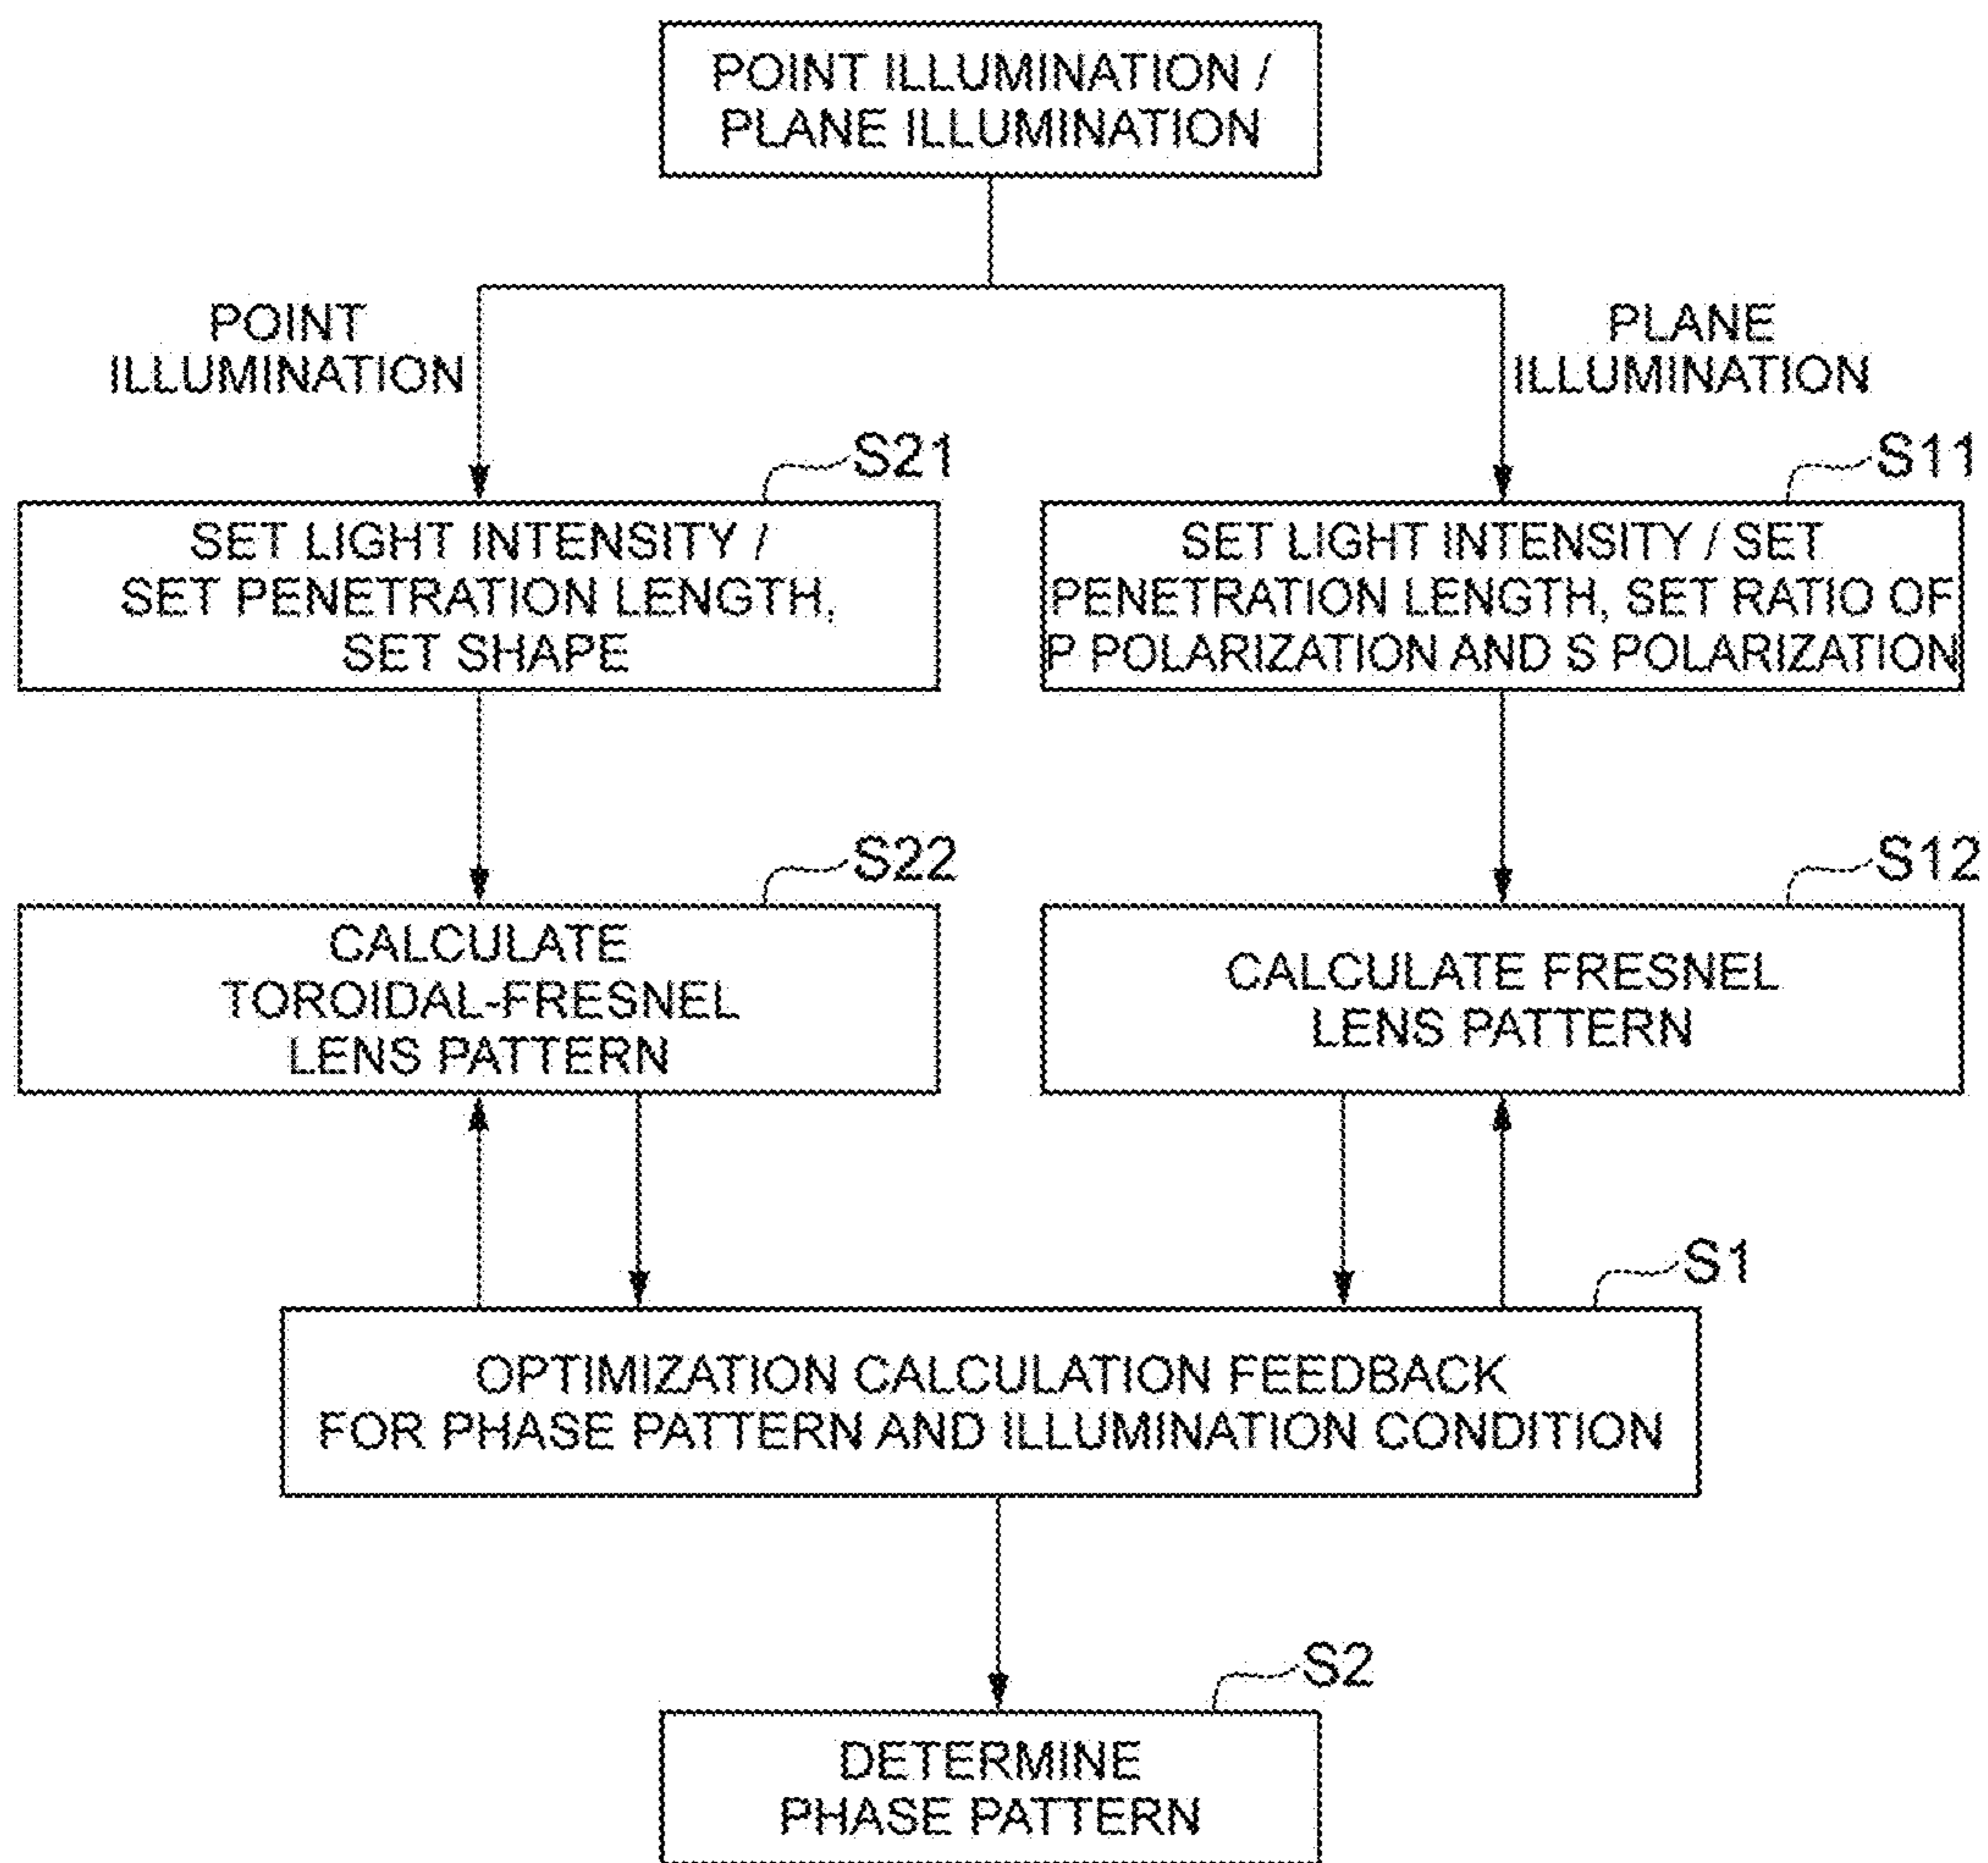 POINT ILLUMINATION /
PLANE ILLUMINATION
POINT
ILLUMINATION
PLANE
ILLUMINATION
S21
SET LIGHT INTENSITY /
SET PENETRATION LENGTH,
SET SHAPE
S11
SET LIGHT INTENSITY / SET
PENETRATION LENGTH, SET RATIO OF
P POLARIZATION AND S POLARIZATION
S22
CALCULATE
TOROIDAL-FRESNEL
LENS PATTERN
S12
CALCULATE FRESNEL
LENS PATTERN
S1
OPTIMIZATION CALCULATION FEEDBACK
FOR PHASE PATTERN AND ILLUMINATION CONDITION
S2
DETERMINE
PHASE PATTERN